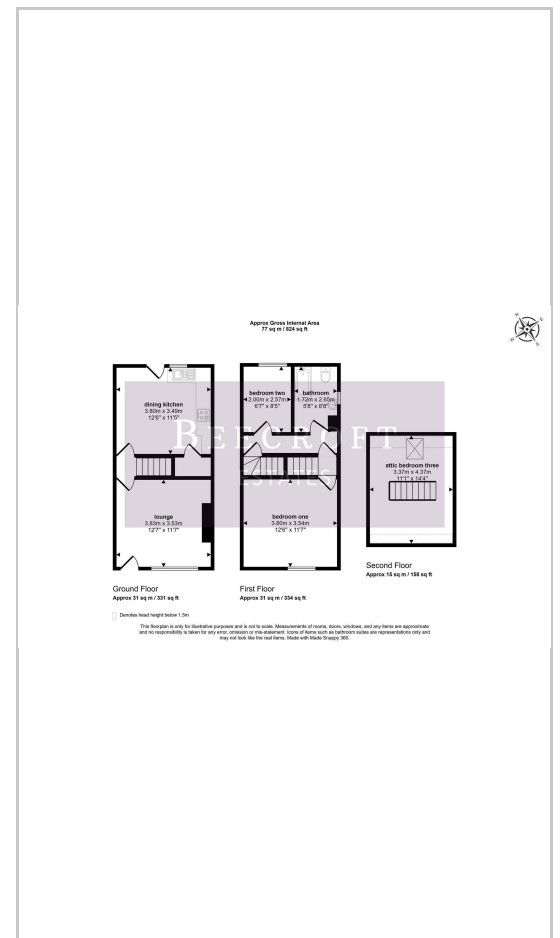 Approx Gross Internal Area
77 sq m / 824 sq ft
dining kitchen
3.80m x 3.49m
12'6" x 11'5"
lounge
3.83m x 3.53m
12'7" x 11'7"
Ground Floor
Approx 31 sq m / 331 sq ft
bedroom two
2.00m x 2.57m
6'7" x 8'5"
bathroom
1.72m x 2.65m
5'8" x 8'8"
bedroom one
3.80m x 3.54m
12'6" x 11'7"
First Floor
Approx 31 sq m / 334 sq ft
attic bedroom three
3.37m x 4.37m
11'1" x 14'4"
Second Floor
Approx 15 sq m / 158 sq ft
BEECROFT
ESTATES
Denotes head height below 1.5m
This floorplan is only for illustrative purposes and is not to scale. Measurements of rooms, doors, windows, and any items are approximate
and no responsibility is taken for any error, omission or mis-statement. Icons of items such as bathroom suites are representations only and
may not look like the real items. Made with Made Snappy 360.